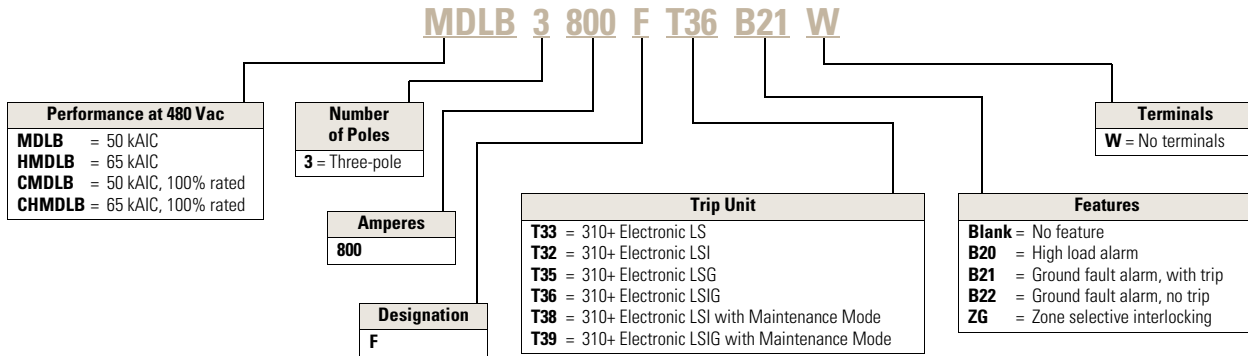 MDLB 3 800 F T36 B21 W
Performance at 480 Vac
MDLB = 50 kAIC
HMDLB = 65 kAIC
CMDLB = 50 kAIC, 100% rated
CHMDLB = 65 kAIC, 100% rated
Number
of Poles
3 = Three-pole
Amperes
800
Designation
F
Trip Unit
T33 = 310+ Electronic LS
T32 = 310+ Electronic LSI
T35 = 310+ Electronic LSG
T36 = 310+ Electronic LSIG
T38 = 310+ Electronic LSI with Maintenance Mode
T39 = 310+ Electronic LSIG with Maintenance Mode
Features
Blank = No feature
B20 = High load alarm
B21 = Ground fault alarm, with trip
B22 = Ground fault alarm, no trip
ZG = Zone selective interlocking
Terminals
W = No terminals